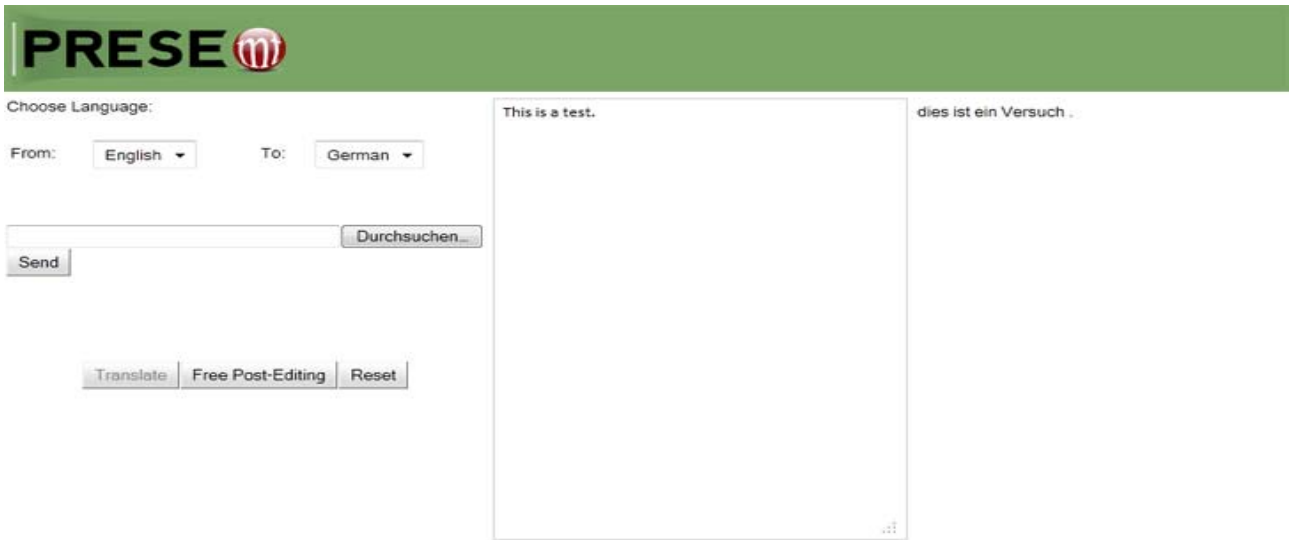 PRESEmt
Choose Language:
From: English To: German
Durchsuchen...
Send
Translate Free Post-Editing Reset
This is a test.
dies ist ein Versuch .